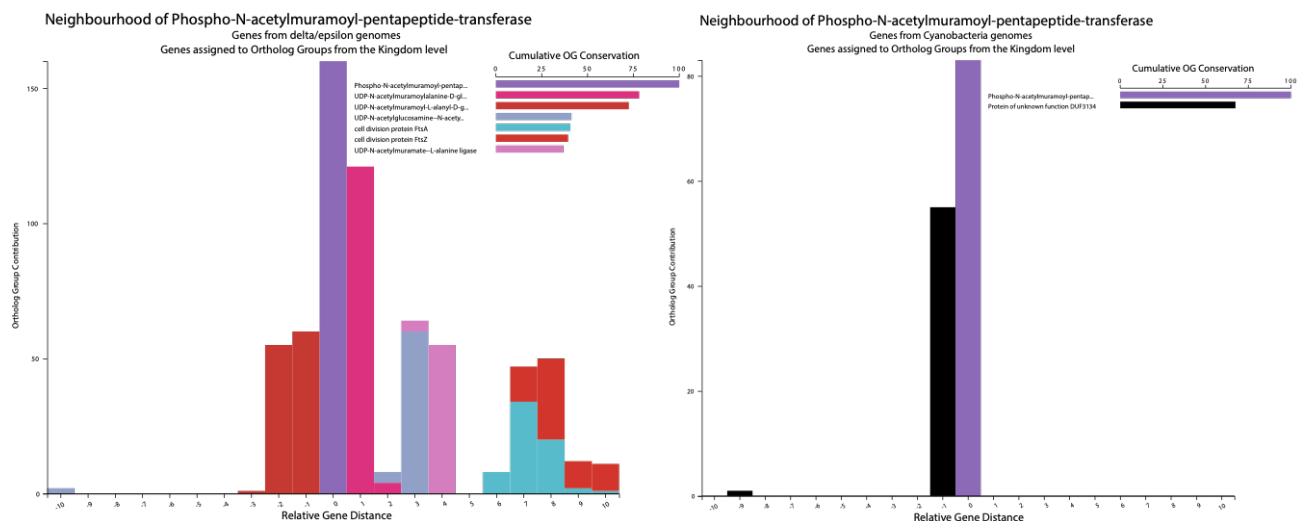 Neighbourhood of Phospho-N-acetylmuramoyl-pentapeptide-transferase
Genes from delta/epsilon genomes
Genes assigned to Ortholog Groups from the Kingdom level
Cumulative OG Conservation
0 25 50 75 100
Phospho-N-acetylmuramoyl-pentap...
UDP-N-acetylmuramoylalanine-D-gl...
UDP-N-acetylmuramoyl-L-alanyl-D-g...
UDP-N-acetylglucosamine--N-acety...
cell division protein FtsA
cell division protein FtsZ
UDP-N-acetylmuramate--L-alanine ligase
150
100
50
0
Ortholog Group Contribution
-10 -9 -8 -7 -6 -5 -4 -3 -2 -1 0 1 2 3 4 5 6 7 8 9 10
Relative Gene Distance
Neighbourhood of Phospho-N-acetylmuramoyl-pentapeptide-transferase
Genes from Cyanobacteria genomes
Genes assigned to Ortholog Groups from the Kingdom level
Cumulative OG Conservation
0 25 50 75 100
Phospho-N-acetylmuramoyl-pentap...
Protein of unknown function DUF3134
80
60
40
20
0
Ortholog Group Contribution
-10 -9 -8 -7 -6 -5 -4 -3 -2 -1 0 1 2 3 4 5 6 7 8 9 10
Relative Gene Distance